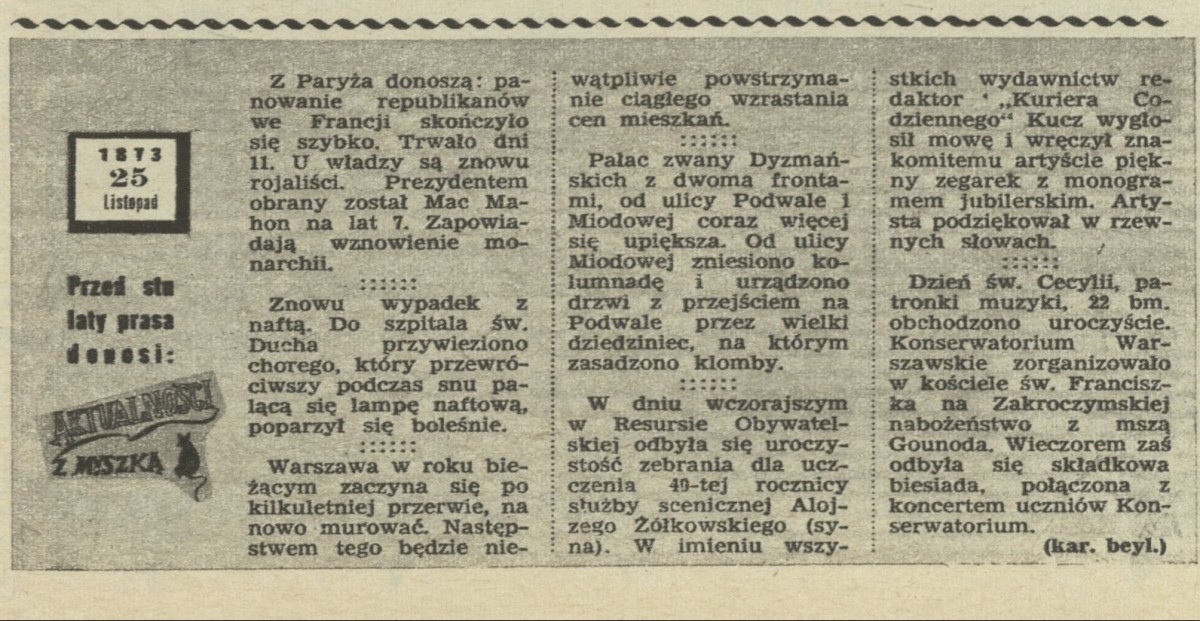 1873
25
Listopad
Przed stu
laty prasa
donosi:
AKTUALNOŚCI
Z MYSZKĄ
Z Paryża donoszą: pa-
nowanie republikanów
we Francji skończyło
się szybko. Trwało dni
11. U władzy są znowu
rojaliści. Prezydentem
obrany został Mac Ma-
hon na lat 7. Zapowia-
dają wznowienie mo-
narchii.
::::::
Znowu wypadek z
naftą. Do szpitala św.
Ducha przywieziono
chorego, który przewró-
ciwszy podczas snu pa-
lącą się lampę naftową,
poparzył się boleśnie.
::::::
Warszawa w roku bie-
żącym zaczyna się po
kilkuletniej przerwie, na
nowo murować. Następ-
stwem tego będzie nie-
wątpliwie powstrzyma-
nie ciągłego wzrastania
cen mieszkań.
::::::
Pałac zwany Dyzmań-
skich z dwoma fronta-
mi, od ulicy Podwale i
Miodowej coraz więcej
się upiększa. Od ulicy
Miodowej zniesiono ko-
lumnadę i urządzono
drzwi z przejściem na
Podwale przez wielki
dziedziniec, na którym
zasadzono klomby.
::::::
W dniu wczorajszym
w Resursie Obywatel-
skiej odbyła się uroczy-
stość zebrania dla ucz-
czenia 40-tej rocznicy
służby scenicznej Aloj-
zego Żółkowskiego (sy-
na). W imieniu wszy-
stkich wydawnictw re-
daktor „Kuriera Co-
dziennego“ Kucz wygło-
sił mowę i wręczył zna-
komitemu artyście pięk-
ny zegarek z monogra-
mem jubilerskim. Arty-
sta podziękował w rzew-
nych słowach.
::::::
Dzień św. Cecylii, pa-
tronki muzyki, 22 bm.
obchodzono uroczyście.
Konserwatorium War-
szawskie zorganizowało
w kościele św. Francisz-
ka na Zakroczymskiej
nabożeństwo z mszą
Gounoda. Wieczorem zaś
odbyła się składkowa
biesiada, połączona z
koncertem uczniów Kon-
serwatorium.
(kar. beyl.)